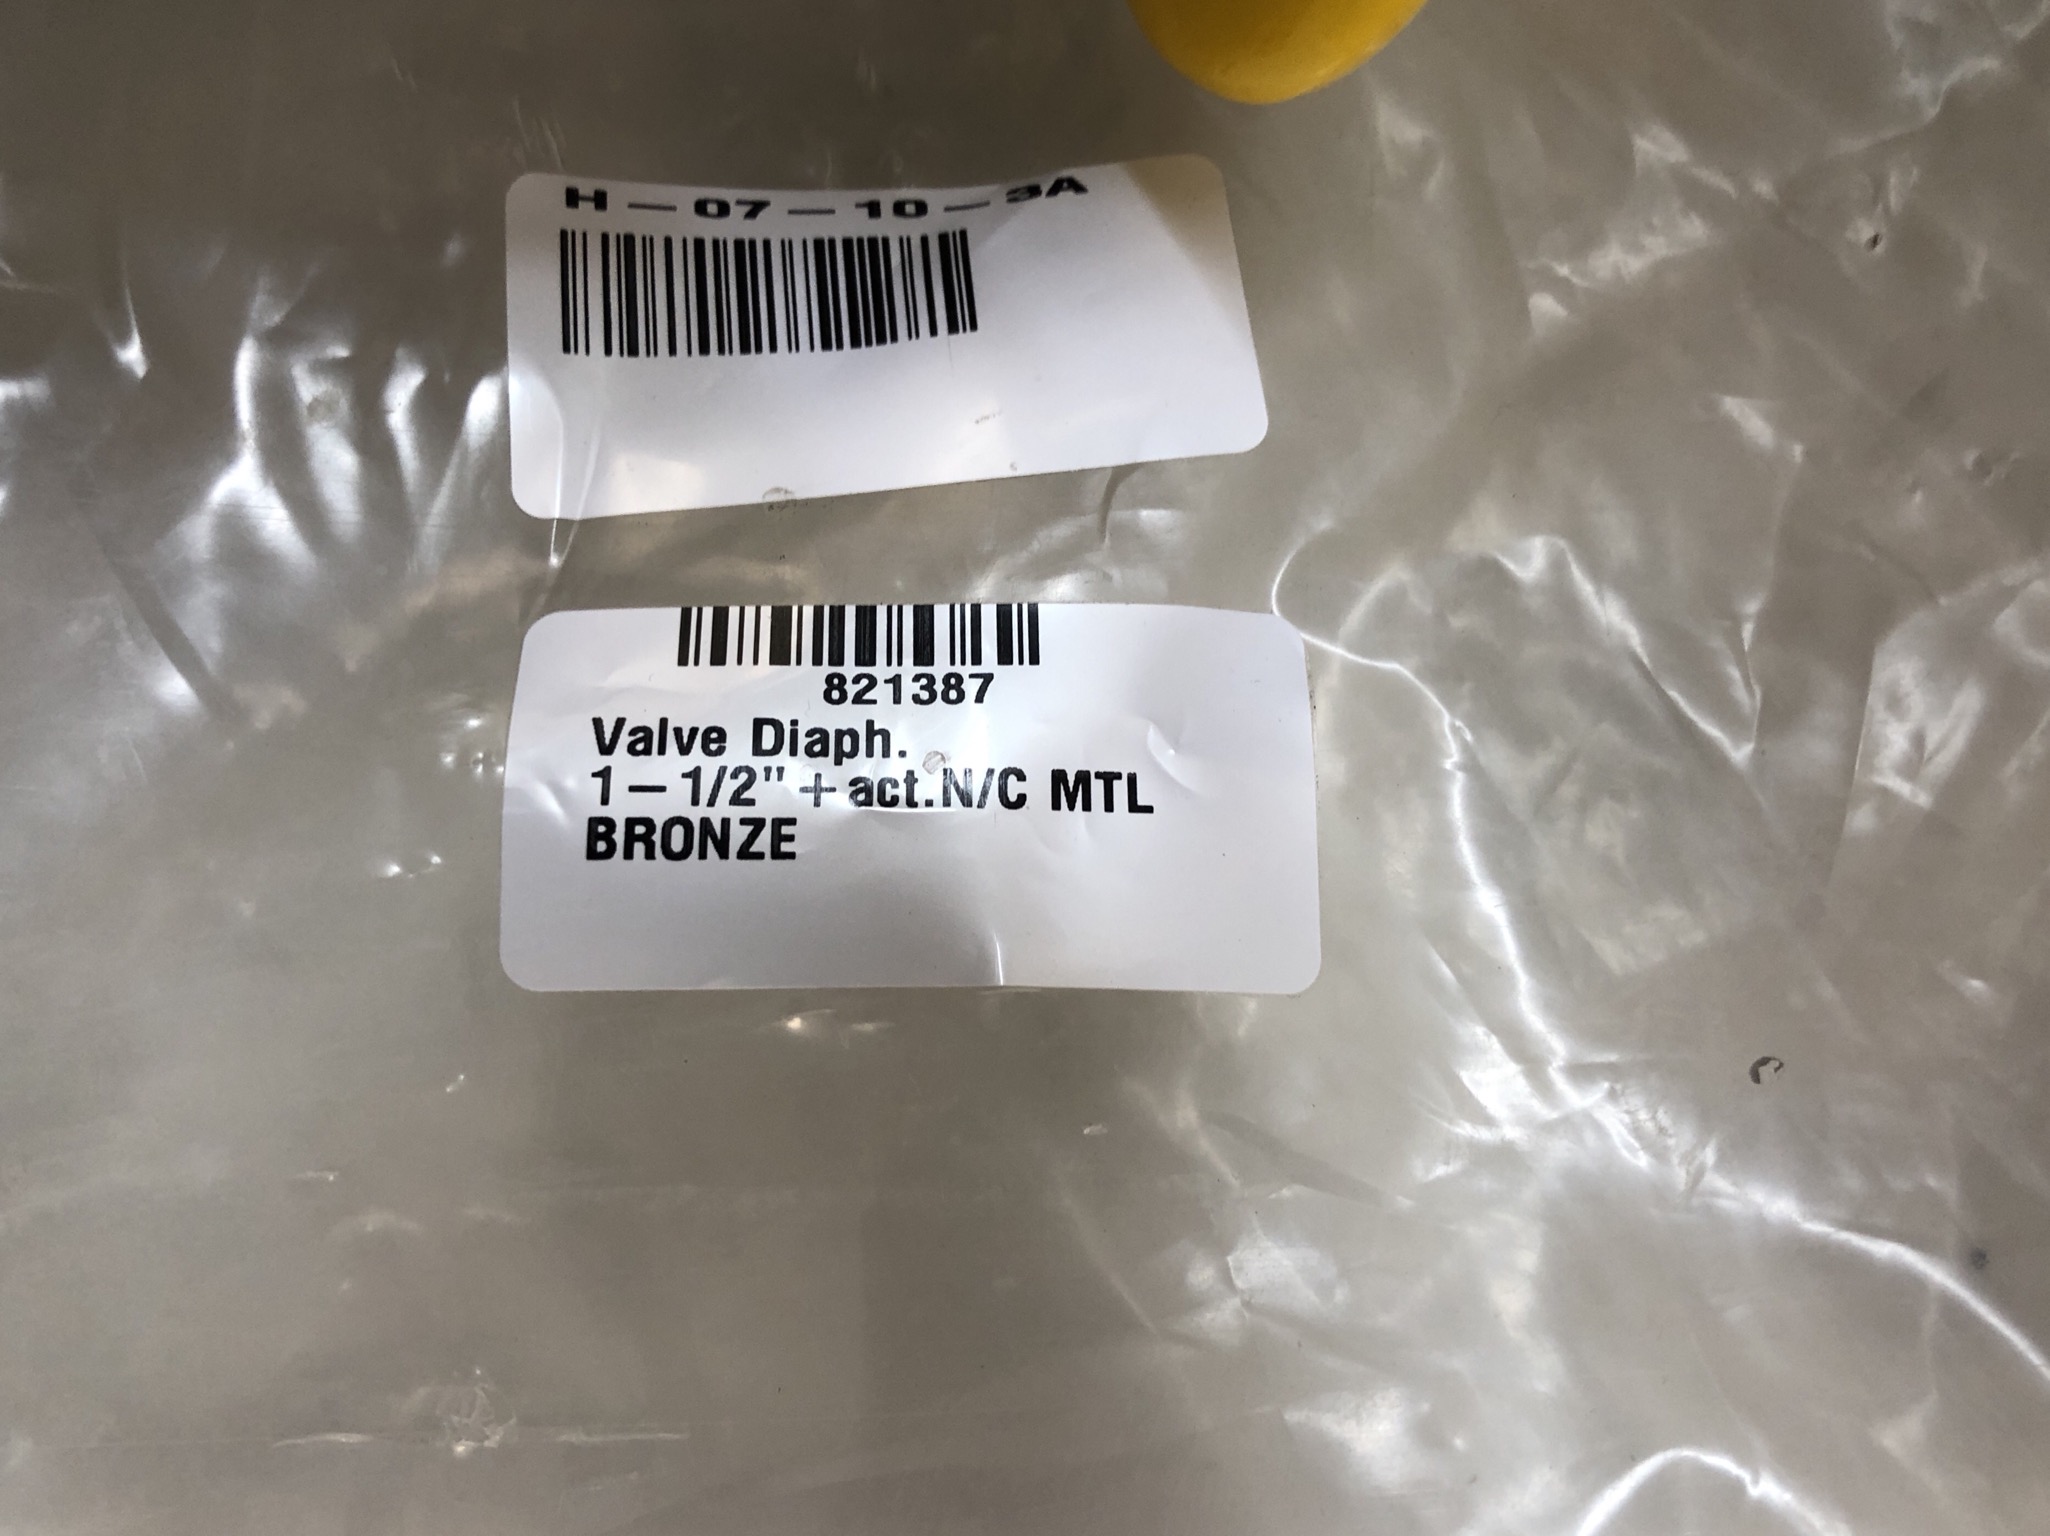 H-07-10-3A
821387
Valve Diaph.
1-1/2" +act.N/C MTL
BRONZE